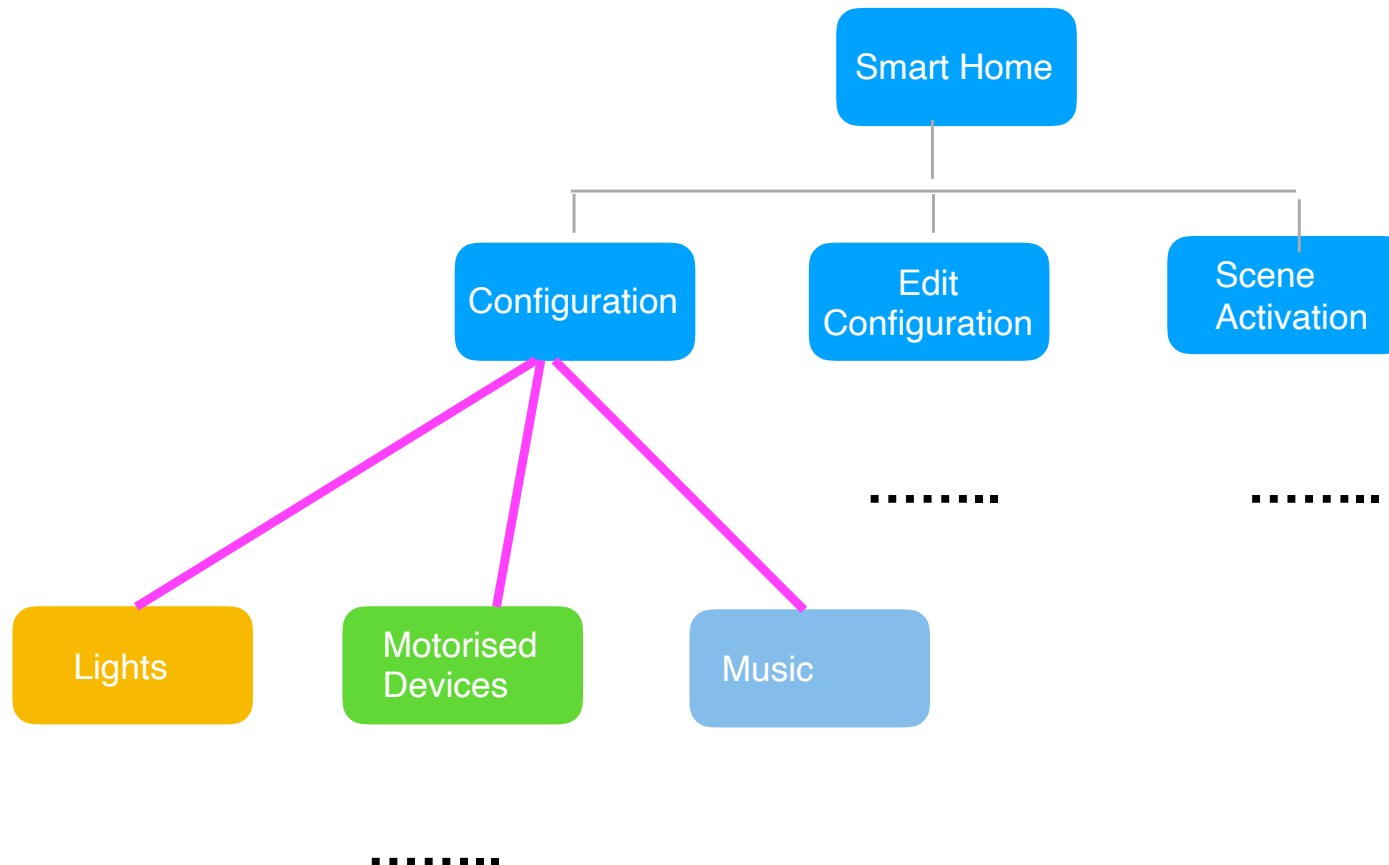 Smart Home
Configuration
Edit
Configuration
Scene
Activation
Lights
Motorised
Devices
Music